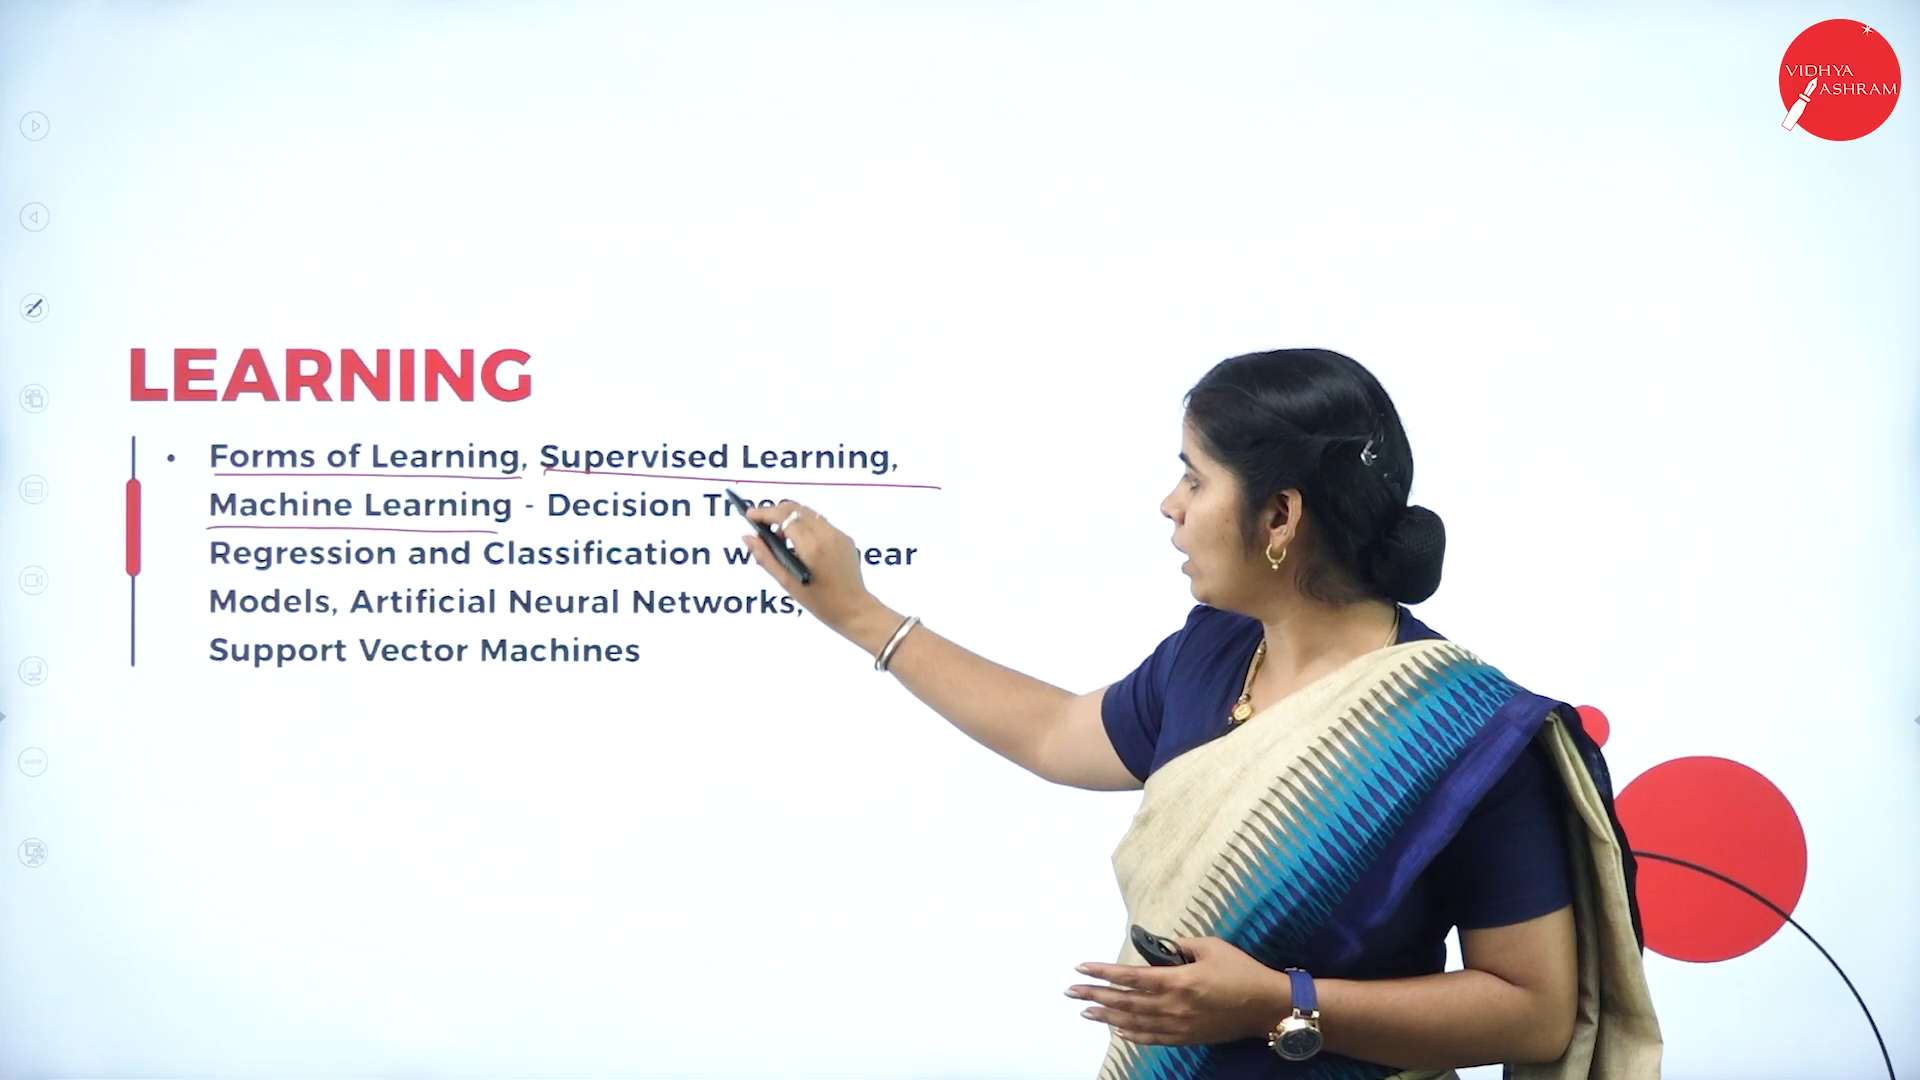 VIDHYA
ASHRAM
LEARNING
• Forms of Learning, Supervised Learning,
Machine Learning - Decision
Regression and Classification
Models, Artificial Neural Networks,
Support Vector Machines